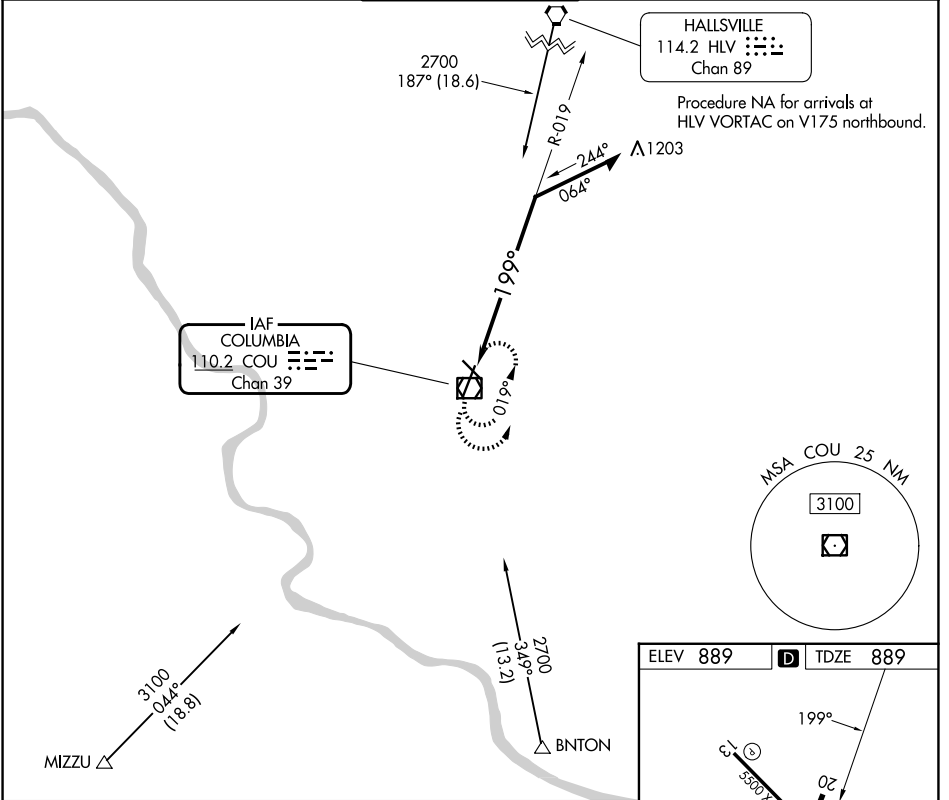 HALLSVILLE
114.2 HLV
Chan 89
2700
187° (18.6)
Procedure NA for arrivals at
HLV VORTAC on V175 northbound.
R-019
1203
244°
064°
199°
IAF
COLUMBIA
110.2 COU
Chan 39
019°
MSA COU 25 NM
3100
2700
349°
(13.2)
3100
044°
(18.8)
MIZZU
BNTON
ELEV 889
D
TDZE 889
199°
13
P
5500 X
20